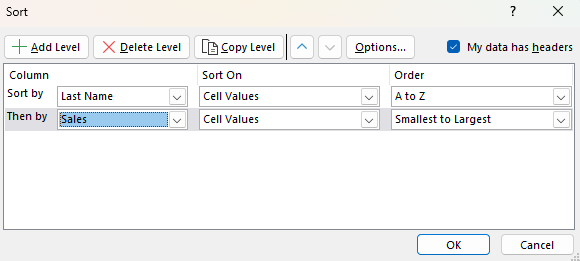 Sort ?
Add Level Delete Level Copy Level Options... My data has headers
Column Sort On Order
Sort by Last Name Cell Values A to Z
Then by Sales Cell Values Smallest to Largest
OK Cancel